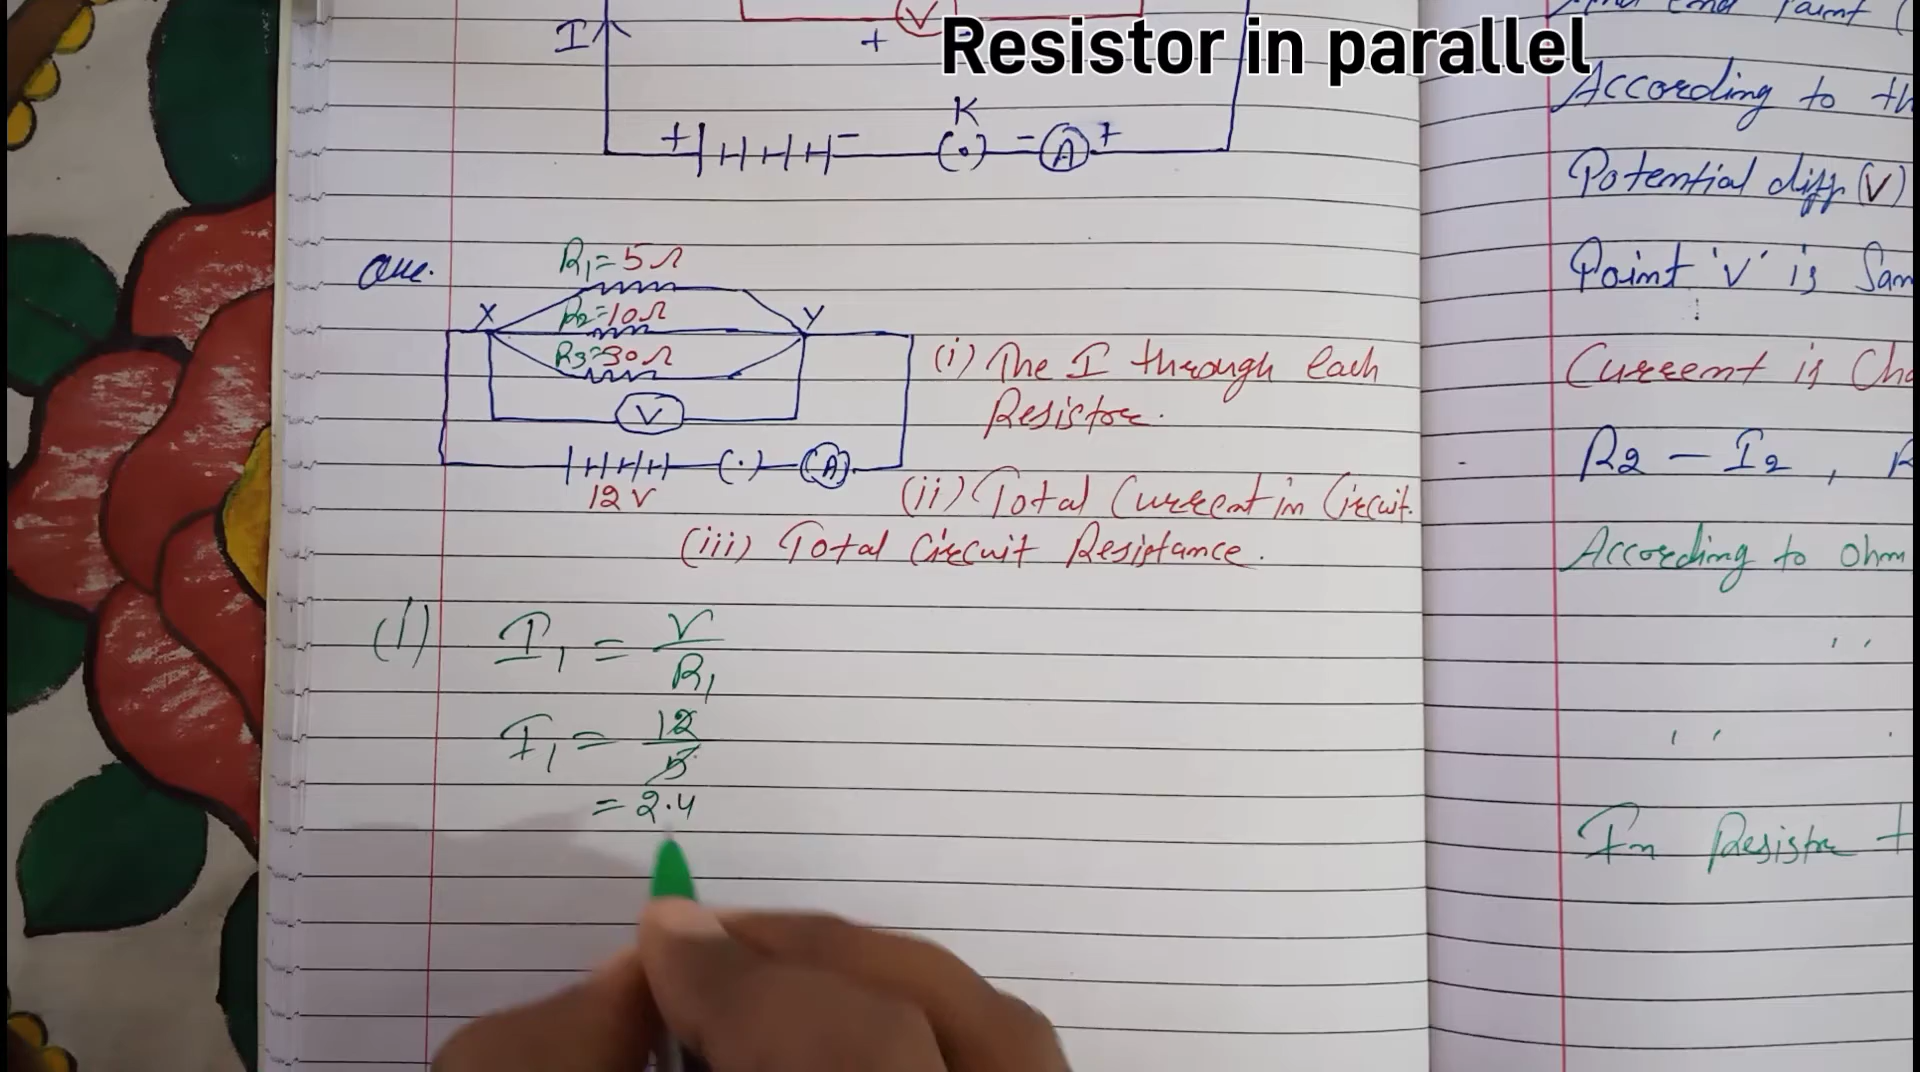 Resistor in parallel
I
+
V
K
+ - (.) - A +
Que.
R1 = 5Ω
X R2 = 10Ω Y
R3 = 30Ω
V
(.) A
12 V
(i) The I through each
Resistor.
(ii) Total Current in Circuit.
(iii) Total Circuit Resistance.
(1) I1 = V
R1
I1 = 12
5
= 2.4
According to th
Potential diff (V)
Point 'V' is Sam
Current is Cha
R2 - I2 , R
According to Ohm
In Resistor